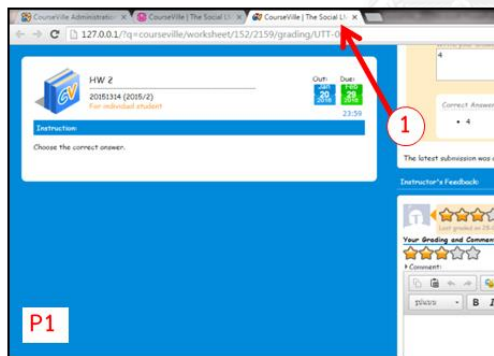 CourseVille Administration
CourseVille | The Social L
CourseVille | The Social Li
127.0.0.1/?q=courseville/worksheet/152/2159/grading/UTT-0
HW 2
20151314 (2015/2)
For individual student
Out: Due:
Jan Feb
20 29
2016 2016
23:59
Instruction:
Choose the correct answer.
4
Correct Answer
• 4
The latest submission was
Instructor's Feedback:
Your Grading and Commen
Comment:
B I
1
P1